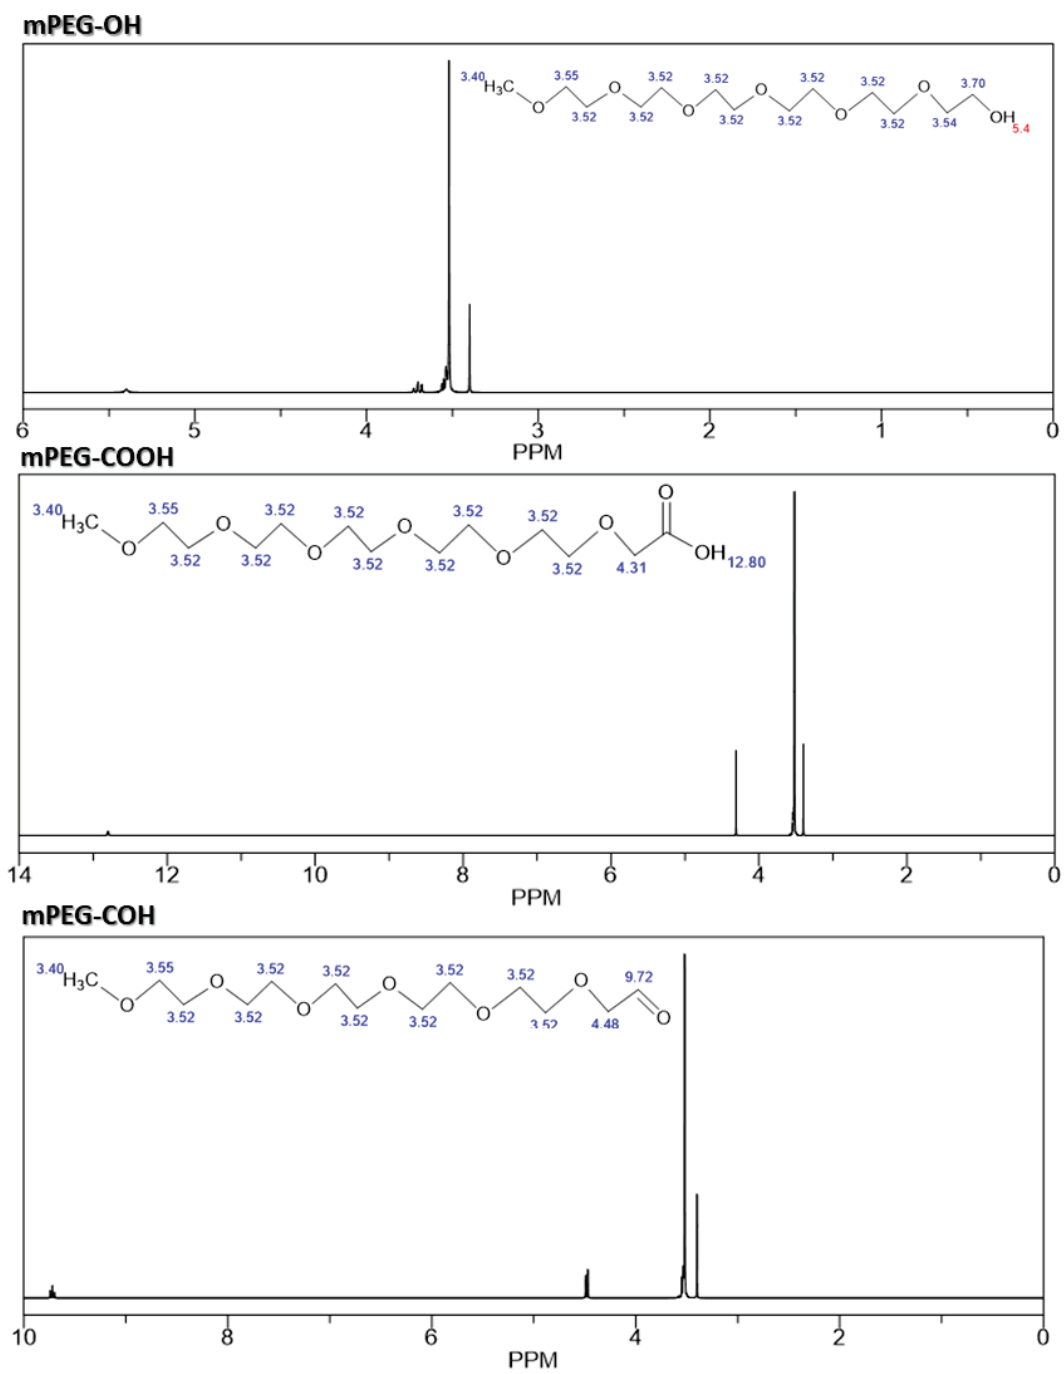 mPEG-OH
3.40 H₃C 3.55 O 3.52 3.52 3.52 3.52 3.70
O O O O OH 5.4
3.52 3.52 3.52 3.52 3.52 3.54
6 5 4 3 2 1 0
PPM
mPEG-COOH
O
3.40 H₃C 3.55 O 3.52 3.52 O 3.52 3.52 O
O O O OH 12.80
3.52 3.52 3.52 3.52 3.52 4.31
14 12 10 8 6 4 2 0
PPM
mPEG-COH
3.40 H₃C 3.55 O 3.52 3.52 O 3.52 3.52 O 9.72
O O O O
3.52 3.52 3.52 3.52 3.52 4.48
10 8 6 4 2 0
PPM